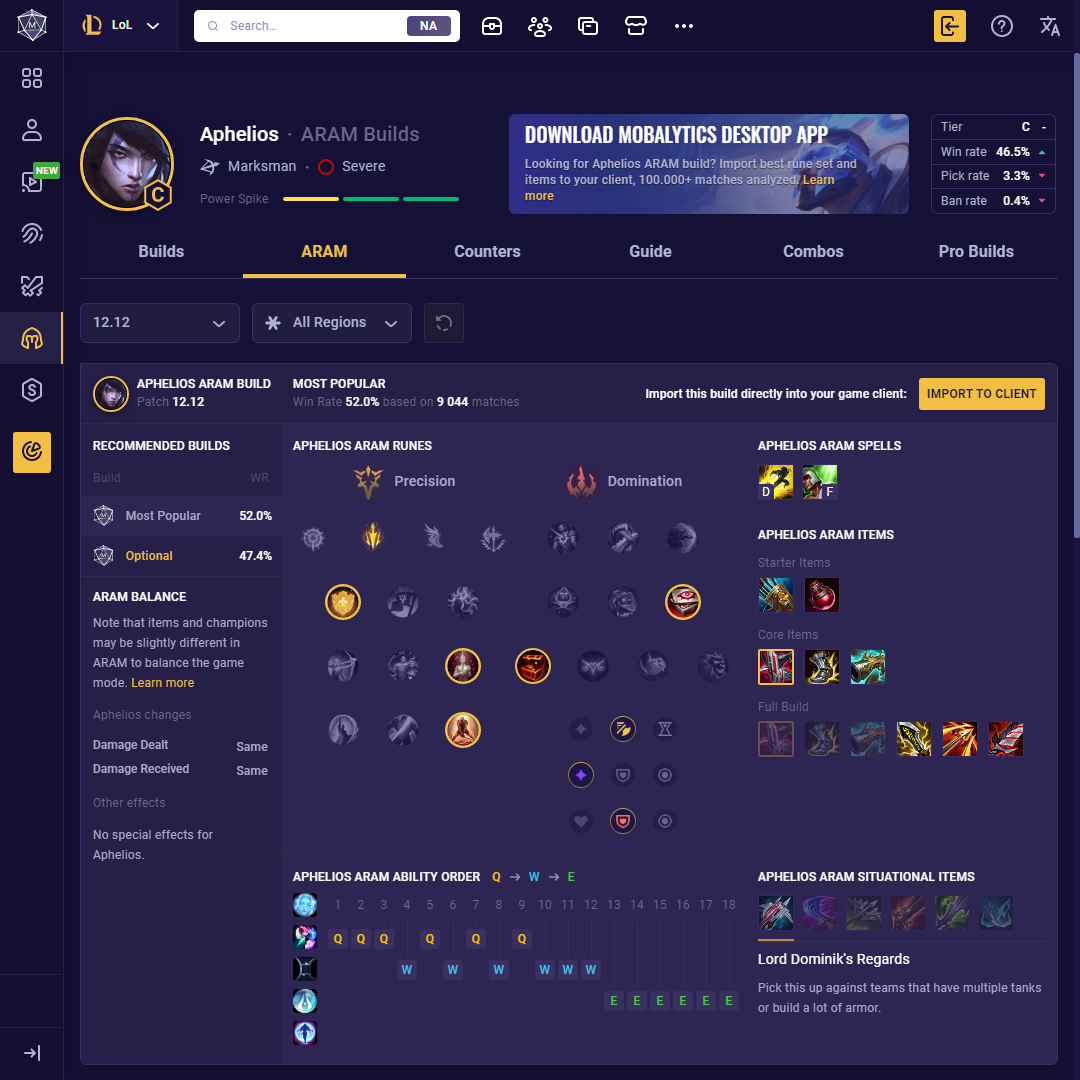 LoL
Search...
NA
NEW
Aphelios · ARAM Builds
Marksman · Severe
Power Spike
C
DOWNLOAD MOBALYTICS DESKTOP APP
Looking for Aphelios ARAM build? Import best rune set and
items to your client, 100.000+ matches analyzed. Learn
more
Tier C -
Win rate 46.5%
Pick rate 3.3%
Ban rate 0.4%
Builds
ARAM
Counters
Guide
Combos
Pro Builds
12.12
All Regions
APHELIOS ARAM BUILD
Patch 12.12
MOST POPULAR
Win Rate 52.0% based on 9 044 matches
Import this build directly into your game client:
IMPORT TO CLIENT
RECOMMENDED BUILDS
Build WR
Most Popular 52.0%
Optional 47.4%
ARAM BALANCE
Note that items and champions
may be slightly different in
ARAM to balance the game
mode. Learn more
Aphelios changes
Damage Dealt Same
Damage Received Same
Other effects
No special effects for
Aphelios.
APHELIOS ARAM RUNES
Precision
Domination
APHELIOS ARAM SPELLS
D F
APHELIOS ARAM ITEMS
Starter Items
Core Items
Full Build
APHELIOS ARAM ABILITY ORDER Q → W → E
1 2 3 4 5 6 7 8 9 10 11 12 13 14 15 16 17 18
Q Q Q Q Q Q
W W W W W W
E E E E E E
APHELIOS ARAM SITUATIONAL ITEMS
Lord Dominik's Regards
Pick this up against teams that have multiple tanks
or build a lot of armor.